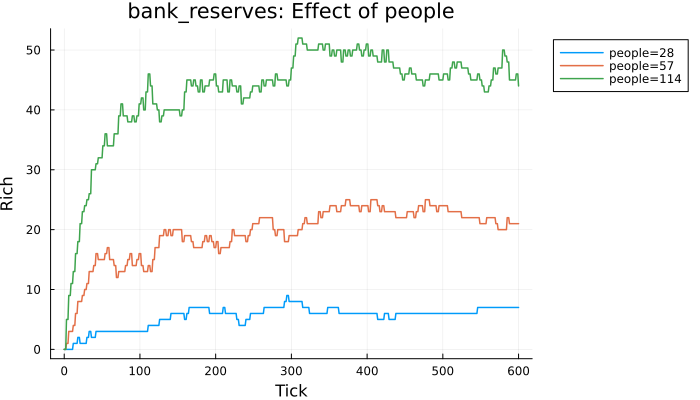 bank_reserves: Effect of people
Rich
50
40
30
20
10
0
0 100 200 300 400 500 600
Tick
people=28
people=57
people=114